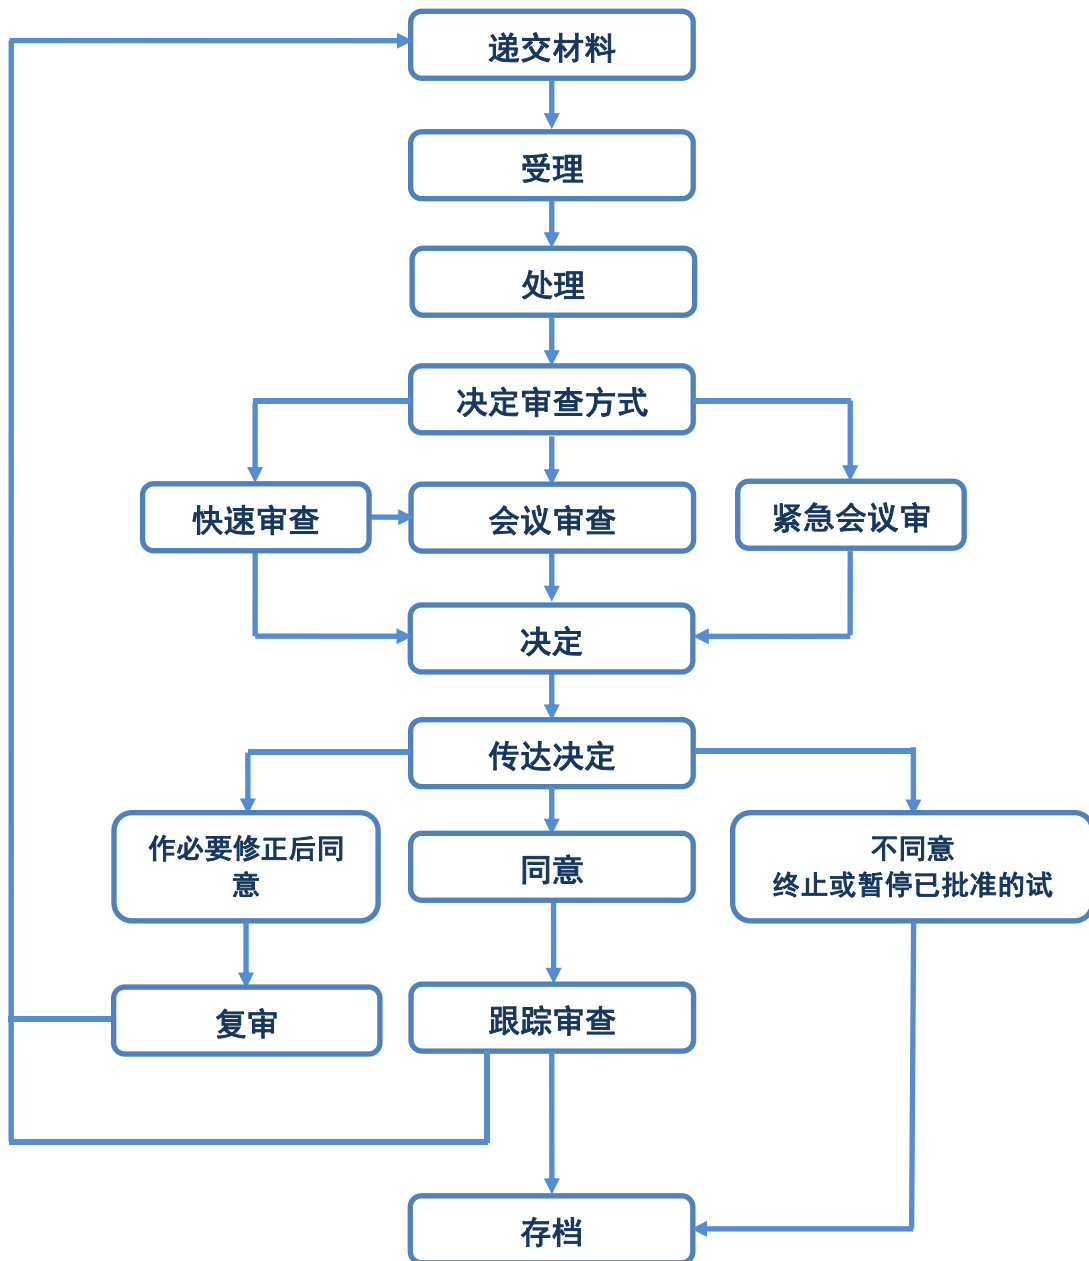 递交材料
受理
处理
决定审查方式
快速审查
会议审查
紧急会议审
决定
传达决定
作必要修正后同
意
同意
不同意
终止或暂停已批准的试
复审
跟踪审查
存档